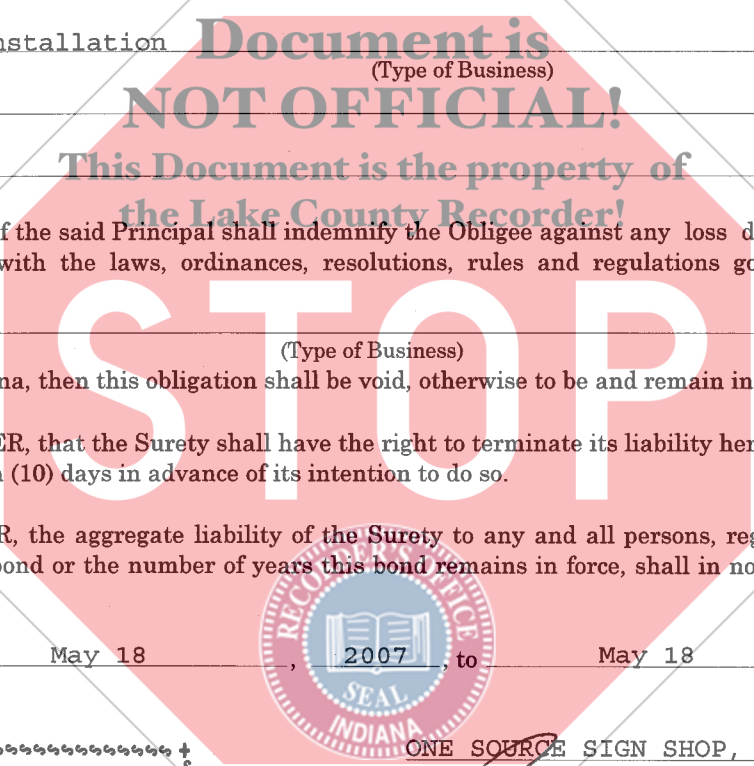 nstallation
Document is
(Type of Business)
NOT OFFICIAL!
This Document is the property of
the Lake County Recorder!
f the said Principal shall indemnify the Obligee against any loss d
with the laws, ordinances, resolutions, rules and regulations go
STOP
(Type of Business)
na, then this obligation shall be void, otherwise to be and remain in
ER, that the Surety shall have the right to terminate its liability her
n (10) days in advance of its intention to do so.
R, the aggregate liability of the Surety to any and all persons, reg
bond or the number of years this bond remains in force, shall in no
RECORDER'S OFFICE
May 18 , 2007 , to May 18
SEAL
INDIANA
ONE SOURCE SIGN SHOP,